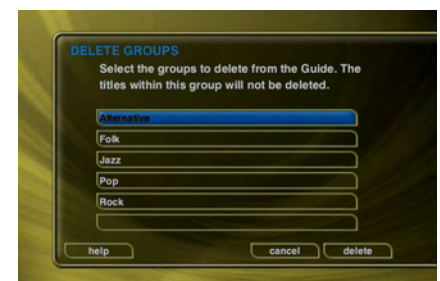 DELETE GROUPS
Select the groups to delete from the Guide. The
titles within this group will not be deleted.
Alternative
Folk
Jazz
Pop
Rock
help cancel delete